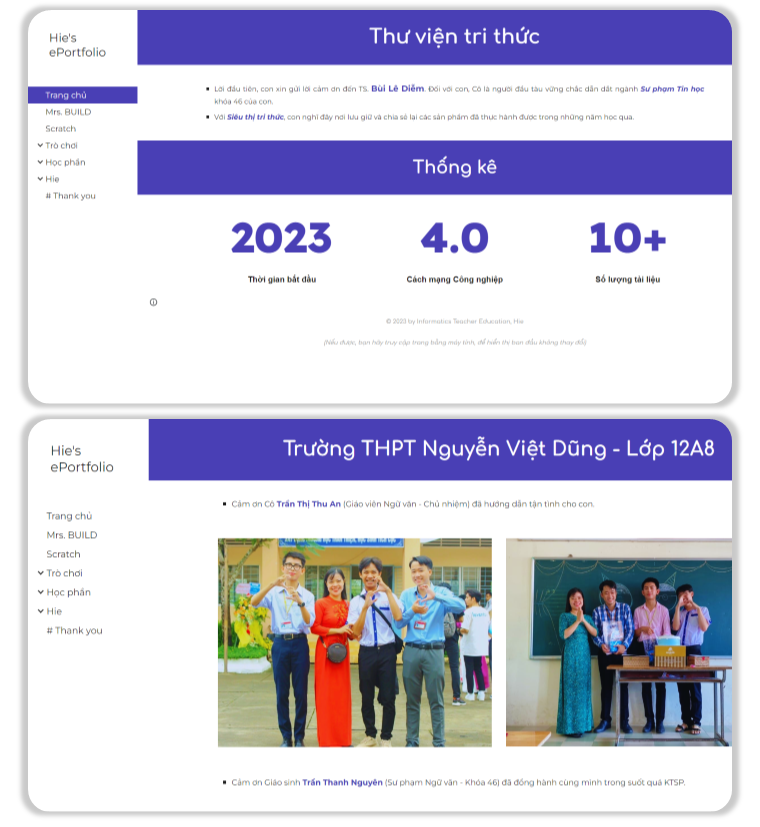 Hie's
ePortfolio
Trang chủ
Mrs. BUILD
Scratch
Trò chơi
Học phần
Hie
# Thank you
Thư viện tri thức
Lời đầu tiên, con xin gửi lời cảm ơn đến TS. Bùi Lê Diễm. Đối với con, Cô là người đầu tàu vững chắc dẫn dắt ngành Sư phạm Tin học
khóa 46 của con.
Với Siêu thị tri thức, con nghĩ đây nơi lưu giữ và chia sẻ lại các sản phẩm đã thực hành được trong những năm học qua.
Thống kê
2023
4.0
10+
Thời gian bắt đầu
Cách mạng Công nghiệp
Số lượng tài liệu
© 2023 by Informatics Teacher Education, Hie
(Nếu được, bạn hãy truy cập trang bằng máy tính, để hiển thị ban đầu không thay đổi)
Hie's
ePortfolio
Trang chủ
Mrs. BUILD
Scratch
Trò chơi
Học phần
Hie
# Thank you
Trường THPT Nguyễn Việt Dũng - Lớp 12A8
Cảm ơn Cô Trần Thị Thu An (Giáo viên Ngữ văn - Chủ nhiệm) đã hướng dẫn tận tình cho con.
Cảm ơn Giáo sinh Trần Thanh Nguyên (Sư phạm Ngữ văn - Khóa 46) đã đồng hành cùng mình trong suốt quá KTSP.